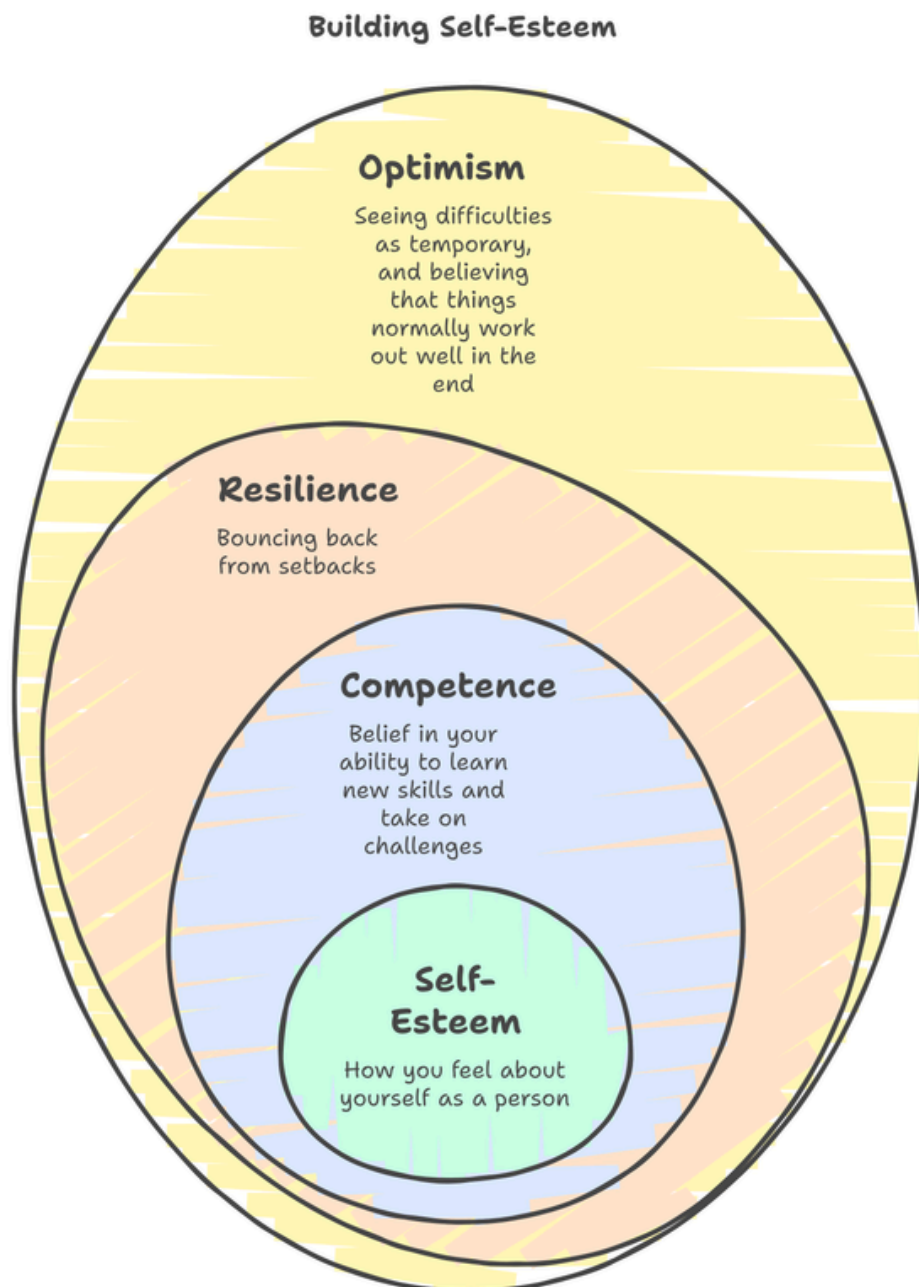 Building Self-Esteem
Optimism
Seeing difficulties
as temporary,
and believing
that things
normally work
out well in the
end
Resilience
Bouncing back
from setbacks
Competence
Belief in your
ability to learn
new skills and
take on
challenges
Self-
Esteem
How you feel about
yourself as a person